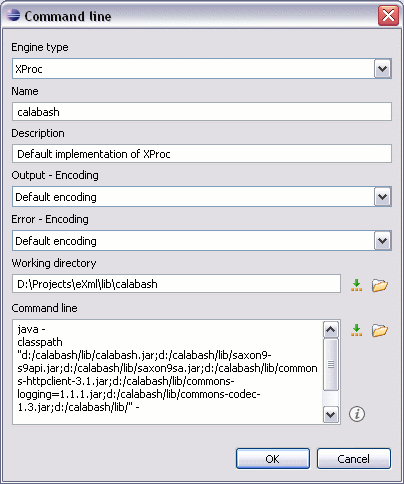 Command line
Engine type
XProc
Name
calabash
Description
Default implementation of XProc
Output - Encoding
Default encoding
Error - Encoding
Default encoding
Working directory
D:\Projects\eXml\lib\calabash
Command line
java -
classpath
"d:/calabash/lib/calabash.jar;d:/calabash/lib/saxon9-
s9api.jar;d:/calabash/lib/saxon9sa.jar;d:/calabash/lib/common
s-httpclient-3.1.jar;d:/calabash/lib/commons-
logging=1.1.1.jar;d:/calabash/lib/commons-codec-
1.3.jar;d:/calabash/lib/" -
OK
Cancel